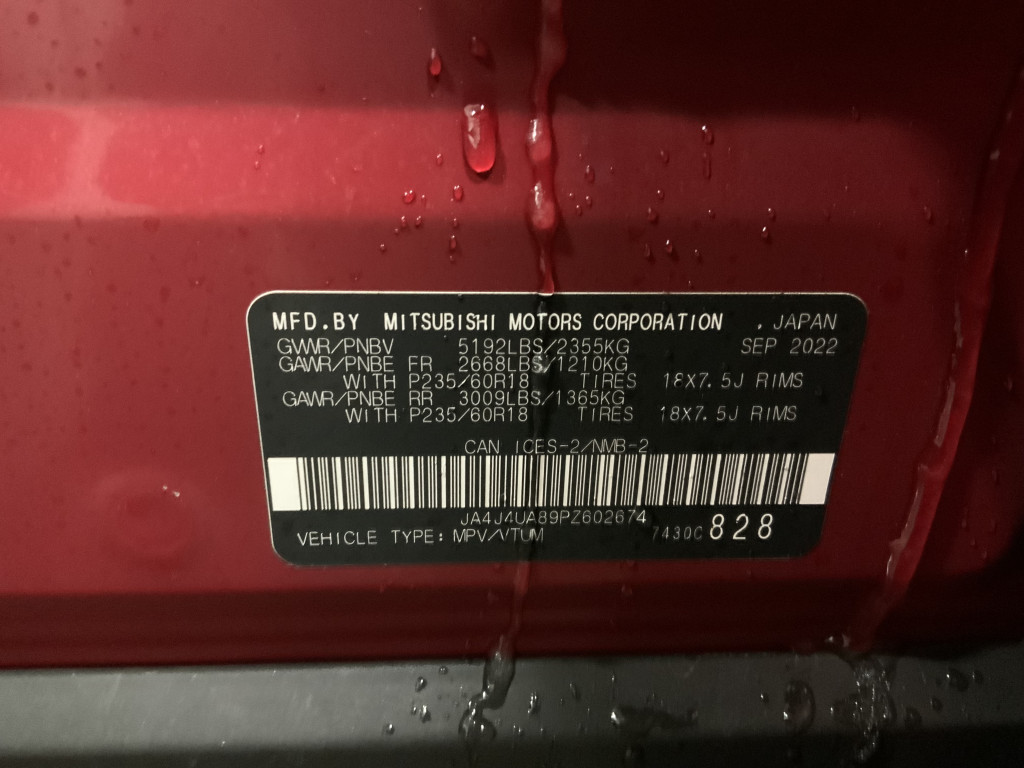 MFD.BY MITSUBISHI MOTORS CORPORATION , JAPAN
GVWR/PNBV 5192LBS/2355KG SEP 2022
GAWR/PNBE FR 2668LBS/1210KG
WITH P235/60R18 TIRES 18X7.5J RIMS
GAWR/PNBE RR 3009LBS/1365KG
WITH P235/60R18 TIRES 18X7.5J RIMS
CAN ICES-2/NMB-2
JA4J4UA89PZ602674
VEHICLE TYPE: MPV/VTUM 7430C 828